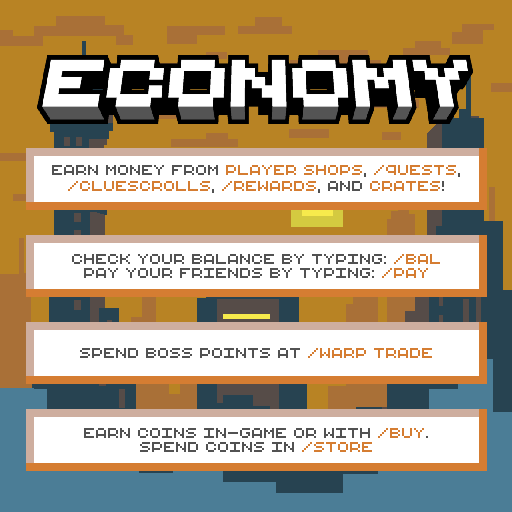 ECONOMY
EARN MONEY FROM PLAYER SHOPS, /QUESTS,
/CLUESCROLLS, /REWARDS, AND CRATES!
CHECK YOUR BALANCE BY TYPING: /BAL
PAY YOUR FRIENDS BY TYPING: /PAY
SPEND BOSS POINTS AT /WARP TRADE
EARN COINS IN-GAME OR WITH /BUY.
SPEND COINS IN /STORE